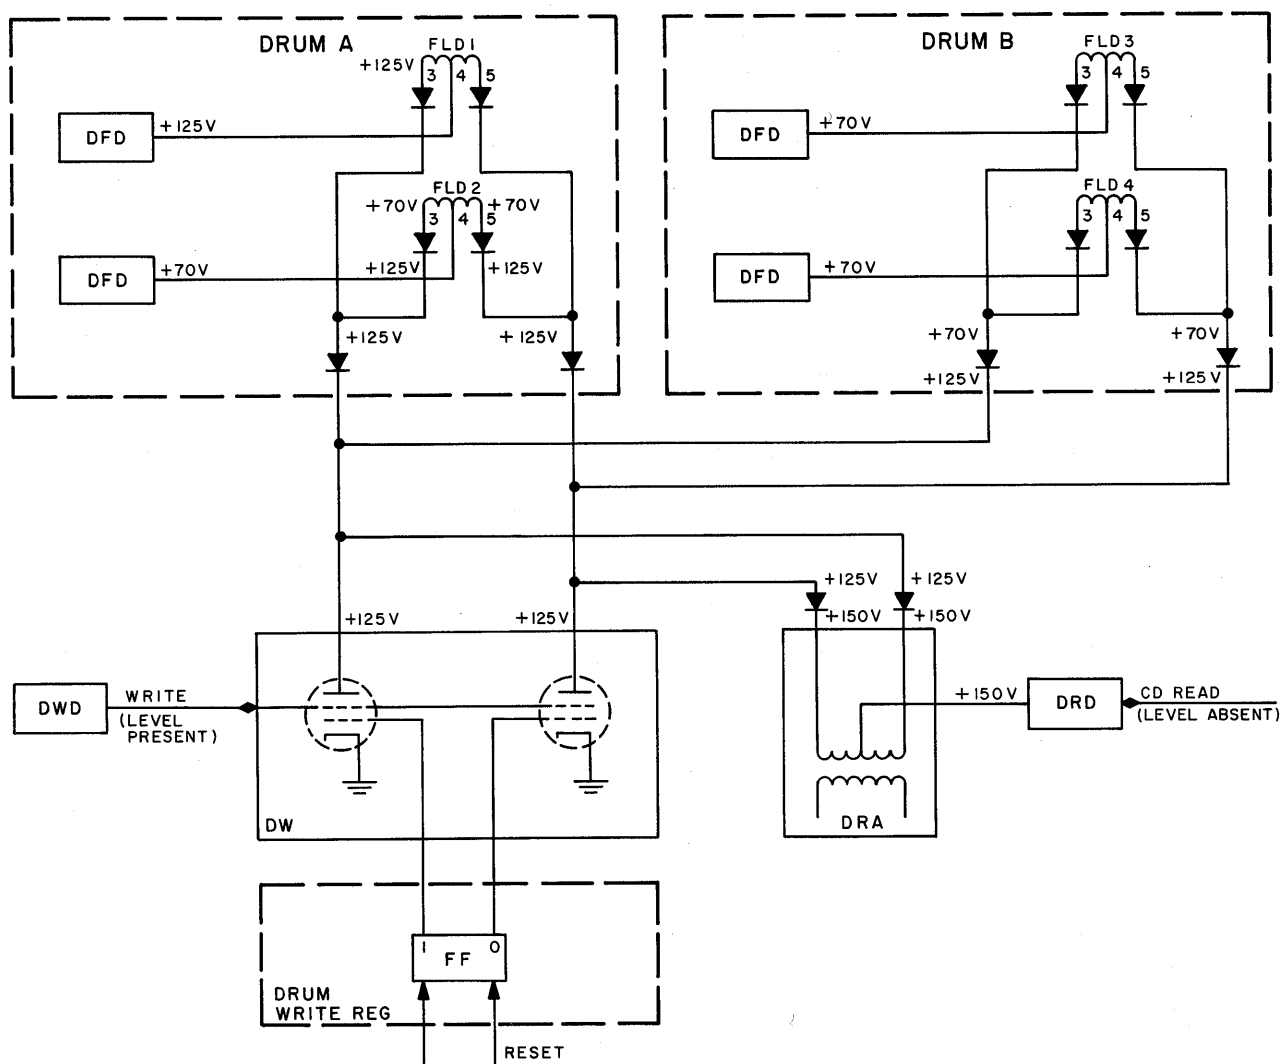 DRUM A
FLD1
+125V
3 4 5
DFD
+125V
FLD2
+70V
+70V
3 4 5
DFD
+70V
+125V
+125V
+125V
+125V
DRUM B
FLD3
3 4 5
DFD
+70V
FLD4
3 4 5
DFD
+70V
+70V
+70V
+125V
+125V
+125V
+125V
+150V
+150V
+125V
+125V
DWD
WRITE
(LEVEL
PRESENT)
DW
+150V
DRD
CD READ
(LEVEL ABSENT)
DRA
1 FF 0
DRUM
WRITE REG
RESET